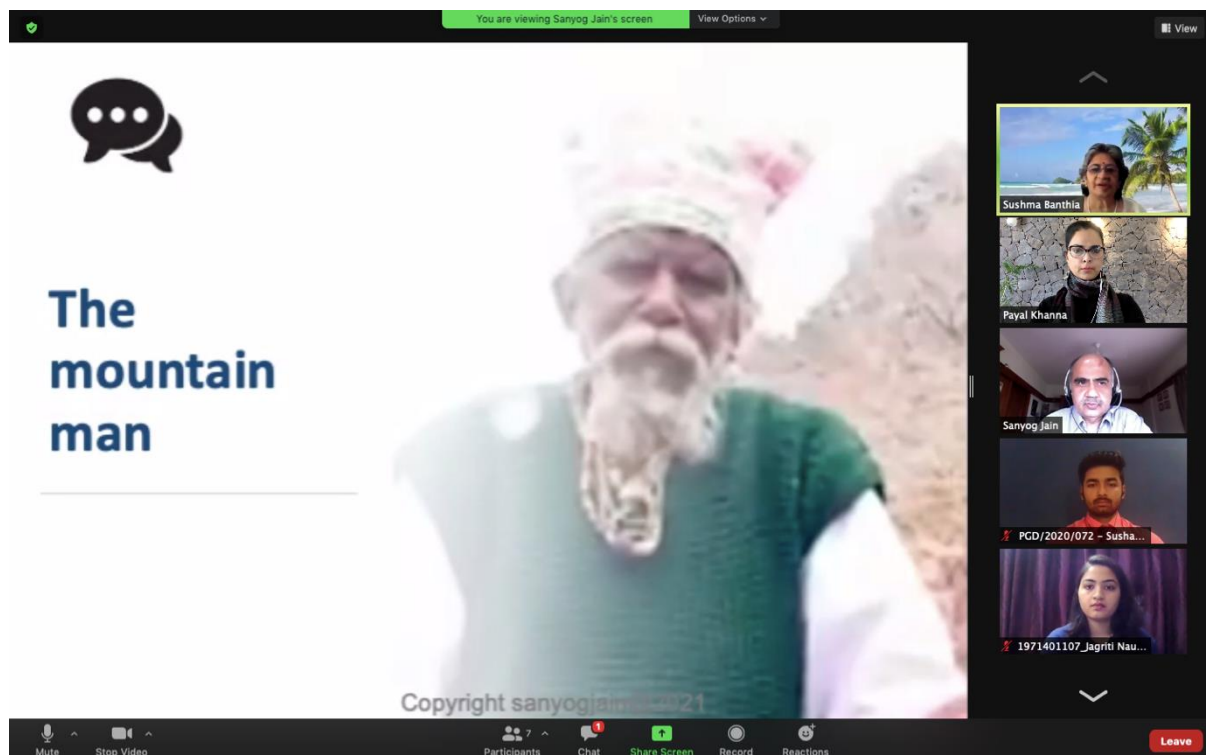 You are viewing Sanyog Jain's screen
View Options
View
The
mountain
man
Copyright sanyogjain 2021
Sushma Banthia
Payal Khanna
Sanyog Jain
PGD/2020/072 – Susha...
1971401107_Jagriti Nau...
Mute
Stop Video
Participants
7
Chat
1
Share Screen
Record
Reactions
Leave